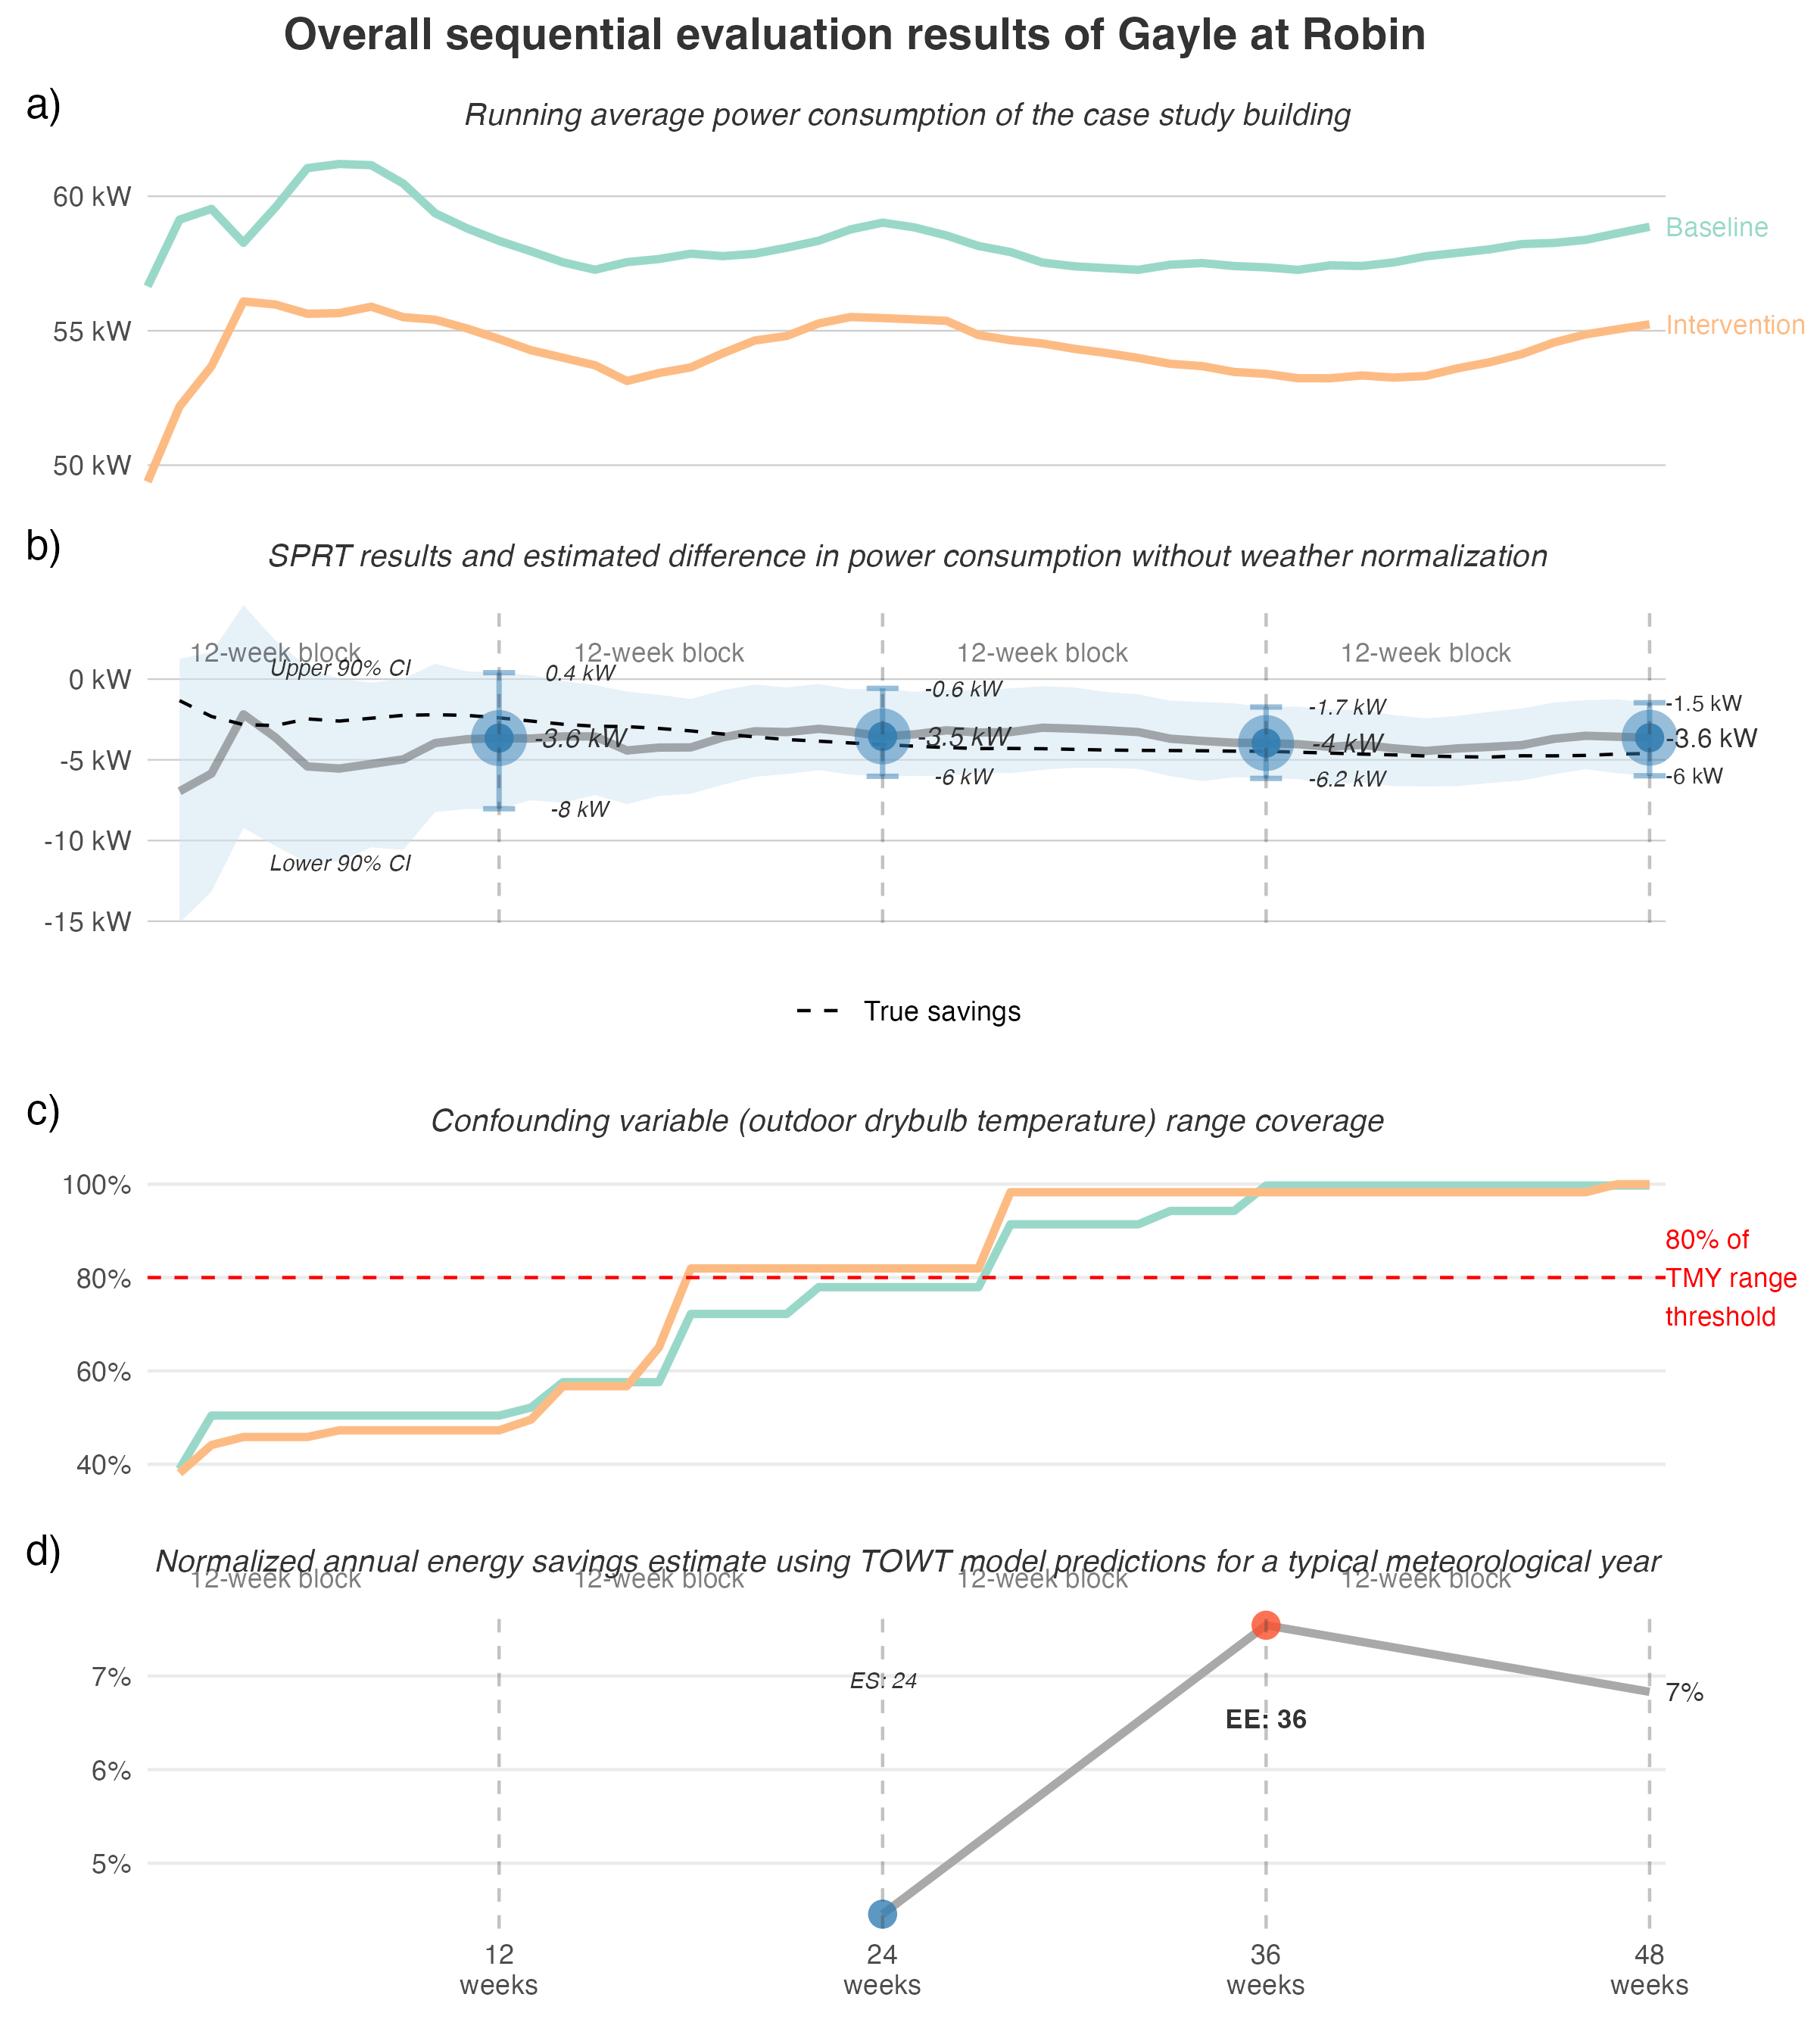 Overall sequential evaluation results of Gayle at Robin
a)
Running average power consumption of the case study building
60 kW
55 kW
50 kW
Baseline
Intervention
b)
SPRT results and estimated difference in power consumption without weather normalization
12-week block
12-week block
12-week block
12-week block
Upper 90% CI
Lower 90% CI
0 kW
-5 kW
-10 kW
-15 kW
0.4 kW
-3.6 kW
-8 kW
-0.6 kW
-3.5 kW
-6 kW
-1.7 kW
-4 kW
-6.2 kW
-1.5 kW
-3.6 kW
-6 kW
True savings
c)
Confounding variable (outdoor drybulb temperature) range coverage
100%
80%
60%
40%
80% of
TMY range
threshold
d)
Normalized annual energy savings estimate using TOWT model predictions for a typical meteorological year
12-week block
12-week block
12-week block
12-week block
7%
6%
5%
ES: 24
EE: 36
7%
12
weeks
24
weeks
36
weeks
48
weeks